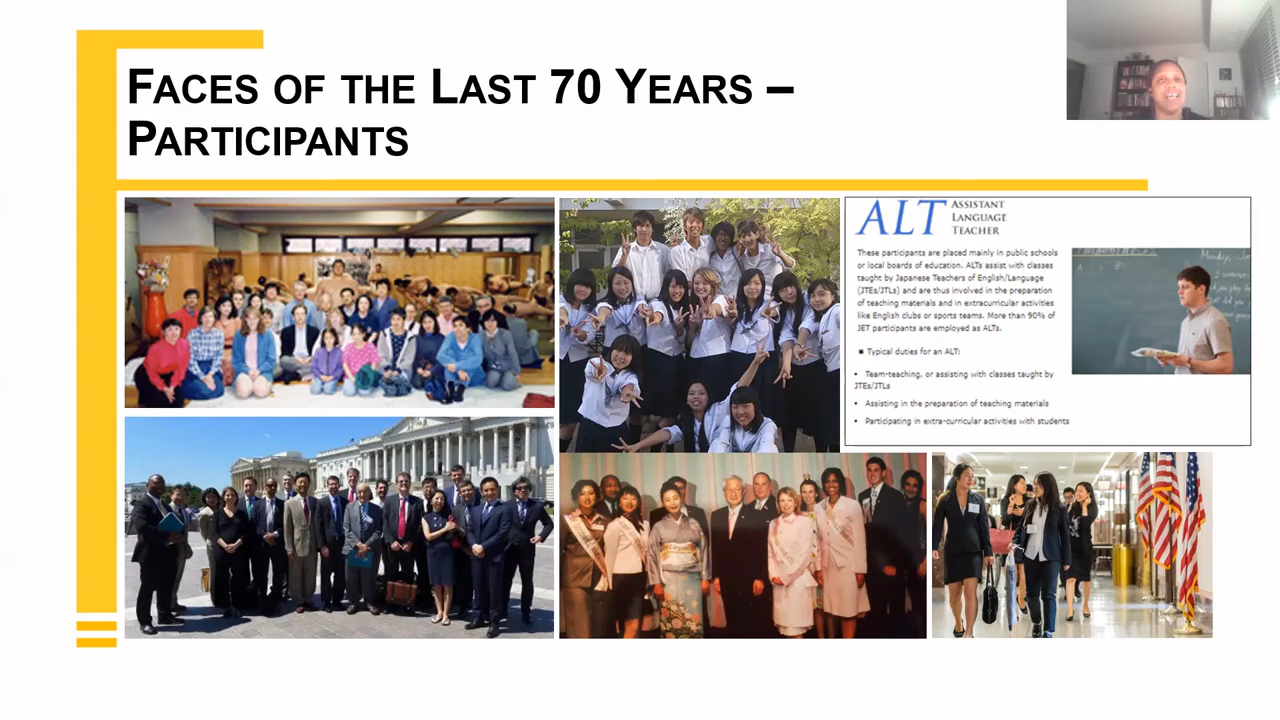 FACES OF THE LAST 70 YEARS –
PARTICIPANTS
ALT ASSISTANT
LANGUAGE
TEACHER
These participants are placed mainly in public schools
or local boards of education. ALTs assist with classes
taught by Japanese Teachers of English/Language
(JTEs/JTLs) and are thus involved in the preparation
of teaching materials and in extracurricular activities
like English clubs or sports teams. More than 90% of
JET participants are employed as ALTs.
▪ Typical duties for an ALT:
• Team-teaching, or assisting with classes taught by
JTEs/JTLs
• Assisting in the preparation of teaching materials
• Participating in extra-curricular activities with students
Monday,